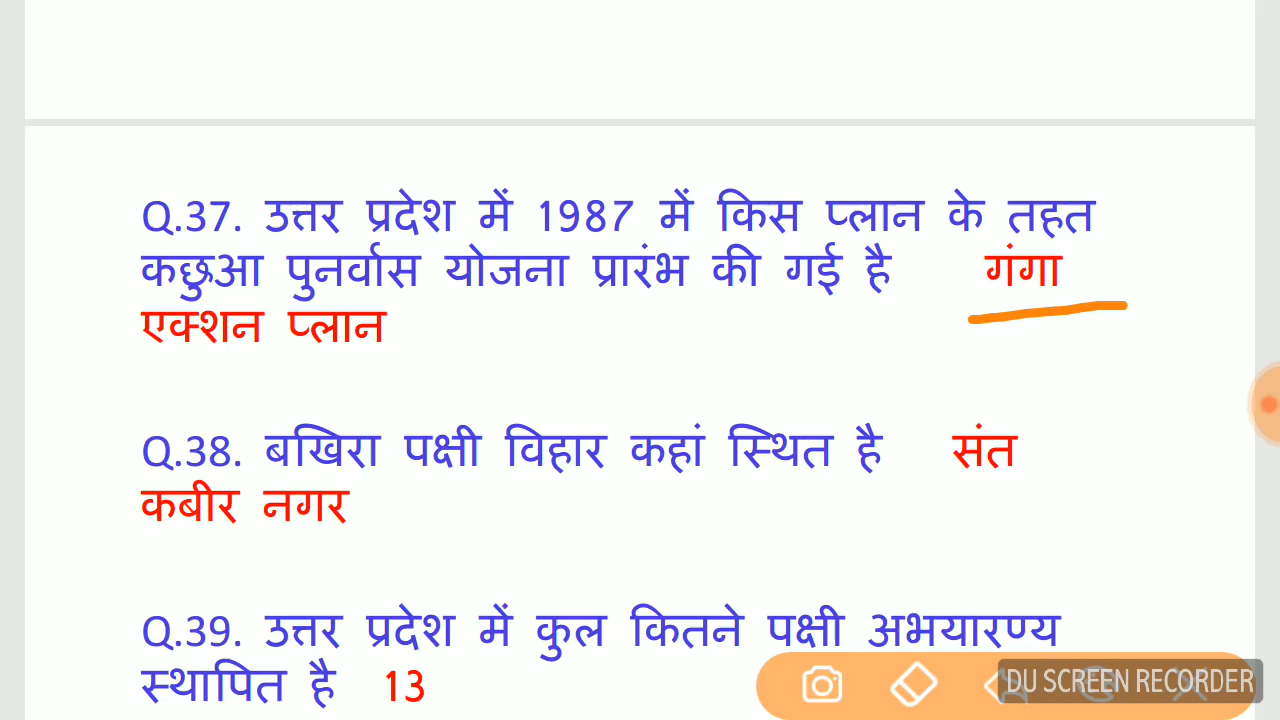 Q.37. उत्तर प्रदेश में 1987 में किस प्लान के तहत
कछुआ पुनर्वास योजना प्रारंभ की गई है गंगा
एक्शन प्लान
Q.38. बखिरा पक्षी विहार कहां स्थित है संत
कबीर नगर
Q.39. उत्तर प्रदेश में कुल कितने पक्षी अभयारण्य
स्थापित है 13
DU SCREEN RECORDER